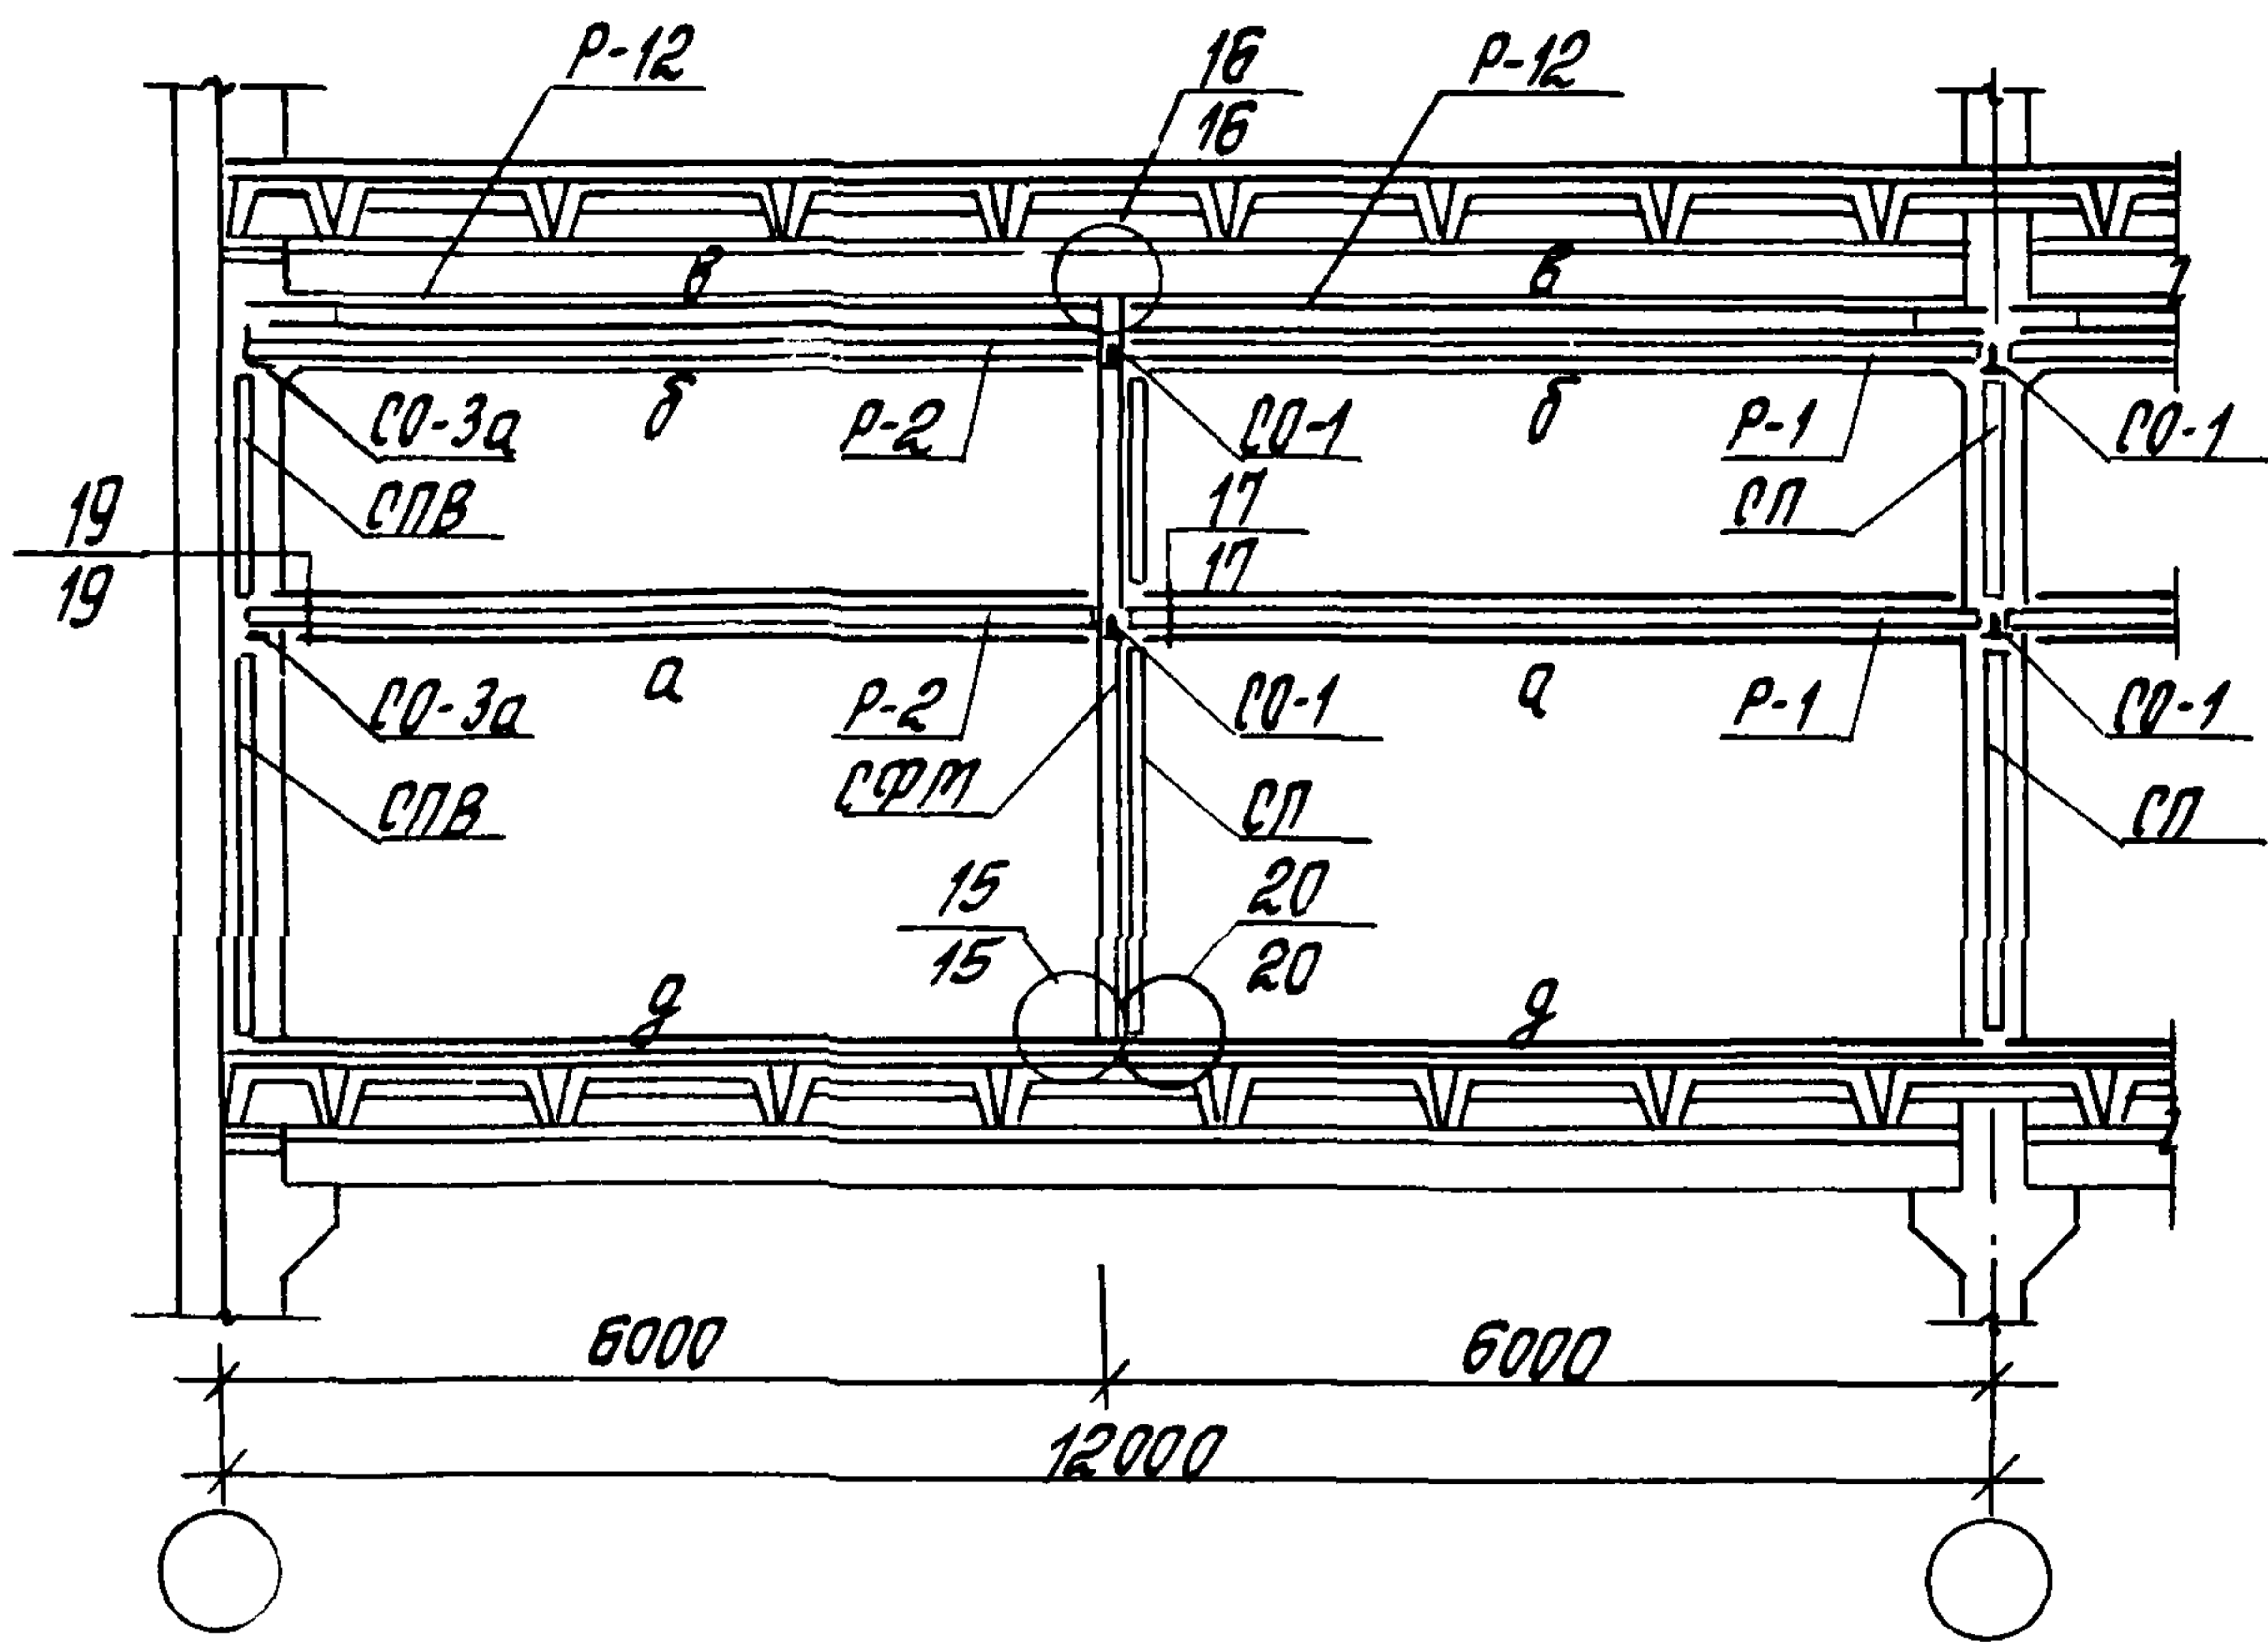 Р-12
16
16
Р-12
в
в
СО-3а
б
Р-2
СО-1
б
Р-1
СО-1
СПВ
17
17
СП
19
19
СО-3а
а
Р-2
СО-1
а
Р-1
СО-1
СПВ
СФМ
СП
СП
15
15
20
20
д
д
6000
6000
12000